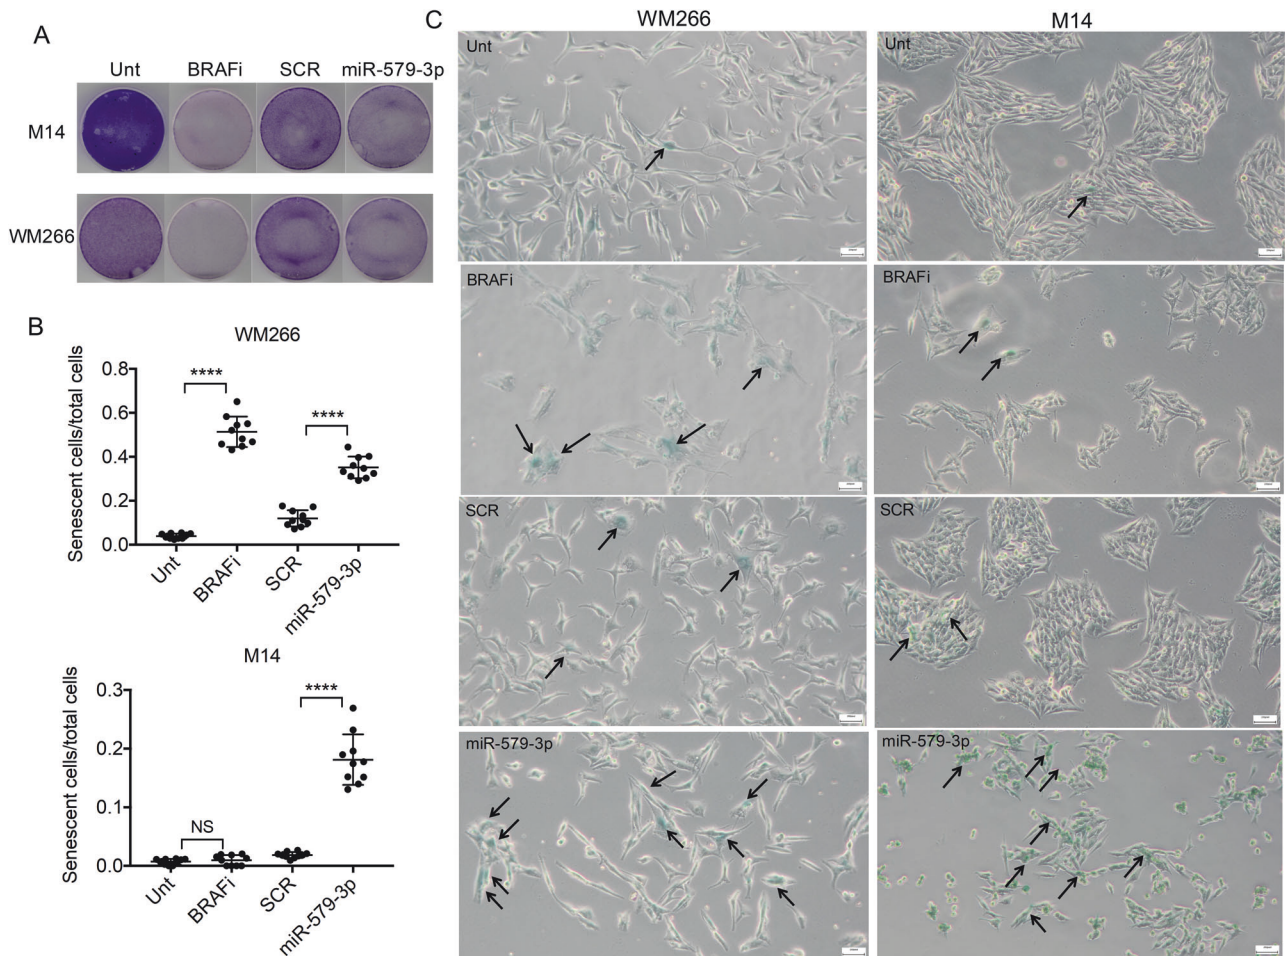 A
Unt BRAFi SCR miR-579-3p
M14
WM266
B
WM266
Senescent cells/total cells
0.8
0.6
0.4
0.2
0.0
****
****
Unt
BRAFi
SCR
miR-579-3p
M14
Senescent cells/total cells
0.3
0.2
0.1
0.0
NS
****
Unt
BRAFi
SCR
miR-579-3p
C
WM266 M14
Unt Unt
BRAFi BRAFi
SCR SCR
miR-579-3p miR-579-3p